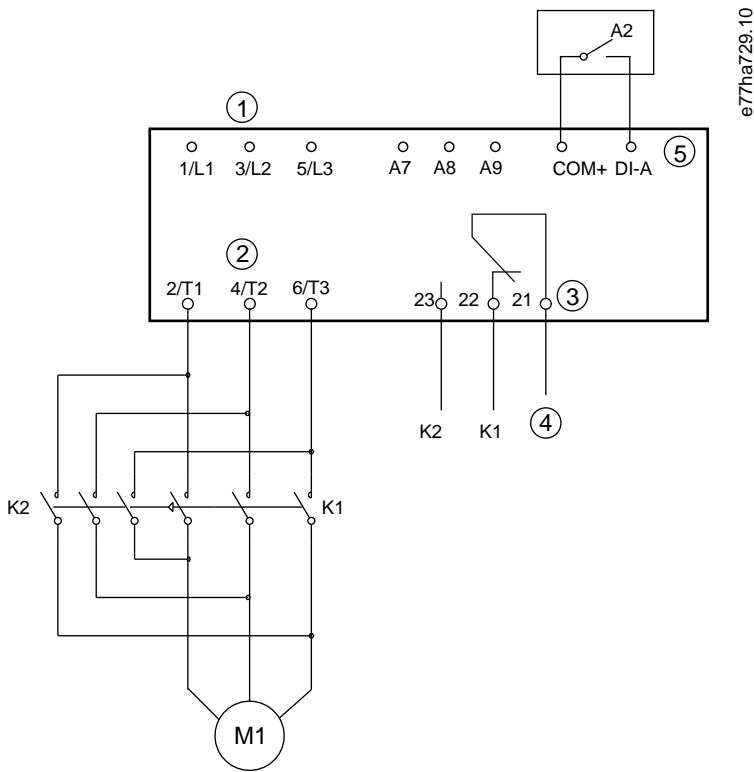 e77ha729.10
A2
1
5
1/L1 3/L2 5/L3 A7 A8 A9 COM+ DI-A
2
2/T1 4/T2 6/T3
23 22 21 3
K2 K1 4
K2 K1
M1